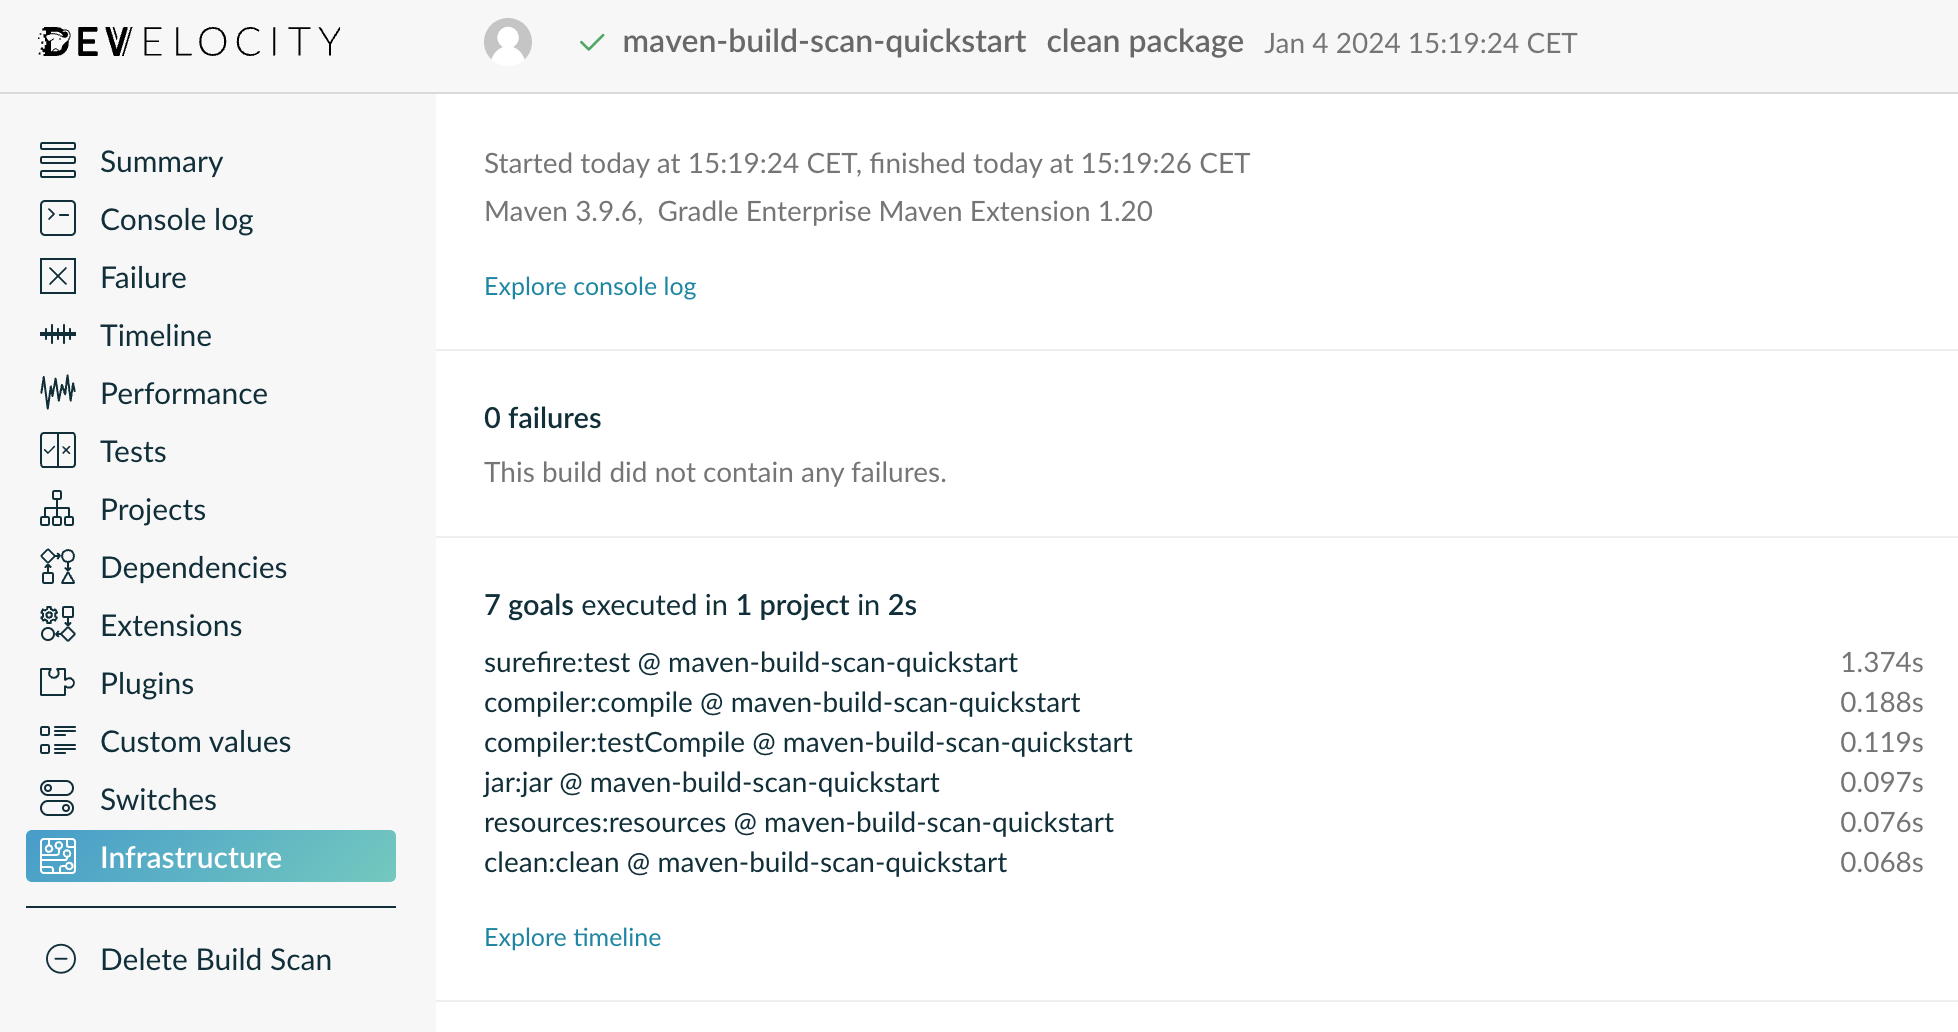 DEVELOCITY
maven-build-scan-quickstart clean package Jan 4 2024 15:19:24 CET
Summary
Console log
Failure
Timeline
Performance
Tests
Projects
Dependencies
Extensions
Plugins
Custom values
Switches
Infrastructure
Delete Build Scan
Started today at 15:19:24 CET, finished today at 15:19:26 CET
Maven 3.9.6, Gradle Enterprise Maven Extension 1.20
Explore console log
0 failures
This build did not contain any failures.
7 goals executed in 1 project in 2s
surefire:test @ maven-build-scan-quickstart 1.374s
compiler:compile @ maven-build-scan-quickstart 0.188s
compiler:testCompile @ maven-build-scan-quickstart 0.119s
jar:jar @ maven-build-scan-quickstart 0.097s
resources:resources @ maven-build-scan-quickstart 0.076s
clean:clean @ maven-build-scan-quickstart 0.068s
Explore timeline